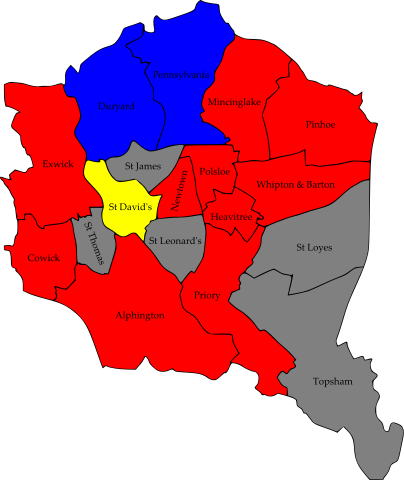 Pennsylvania
Duryard
Mincinglake
Pinhoe
St James
Exwick
Polsloe
Newtown
Whipton & Barton
St David's
Heavitree
St Thomas
St Leonard's
St Loyes
Cowick
Priory
Alphington
Topsham